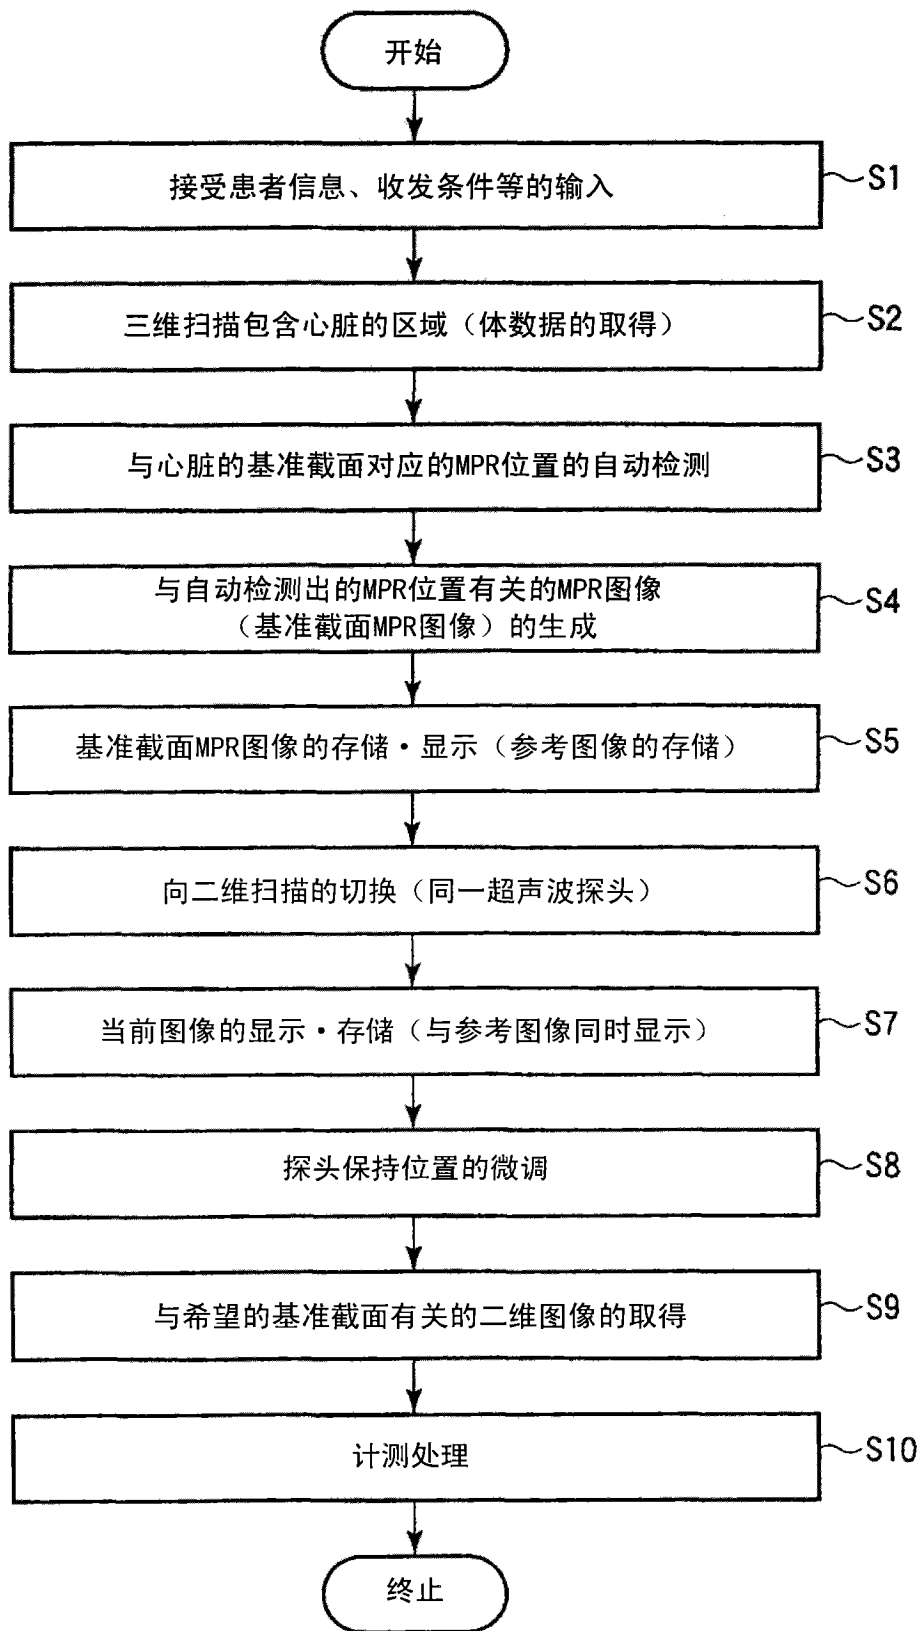 开始
接受患者信息、收发条件等的输入
S1
三维扫描包含心脏的区域（体数据的取得）
S2
与心脏的基准截面对应的MPR位置的自动检测
S3
与自动检测出的MPR位置有关的MPR图像
（基准截面MPR图像）的生成
S4
基准截面MPR图像的存储·显示（参考图像的存储）
S5
向二维扫描的切换（同一超声波探头）
S6
当前图像的显示·存储（与参考图像同时显示）
S7
探头保持位置的微调
S8
与希望的基准截面有关的二维图像的取得
S9
计测处理
S10
终止